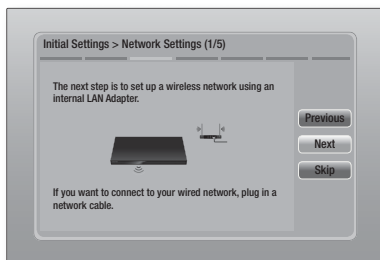 Initial Settings > Network Settings (1/5)
The next step is to set up a wireless network using an
internal LAN Adapter.
Previous
Next
Skip
If you want to connect to your wired network, plug in a
network cable.